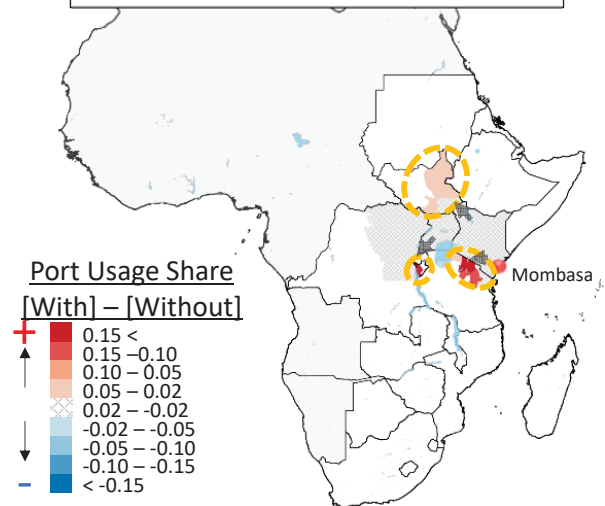 Mombasa
Port Usage Share
[With] – [Without]
+
0.15 <
0.15 –0.10
0.10 – 0.05
0.05 – 0.02
0.02 – -0.02
-0.02 – -0.05
-0.05 – -0.10
-0.10 – -0.15
< -0.15
-